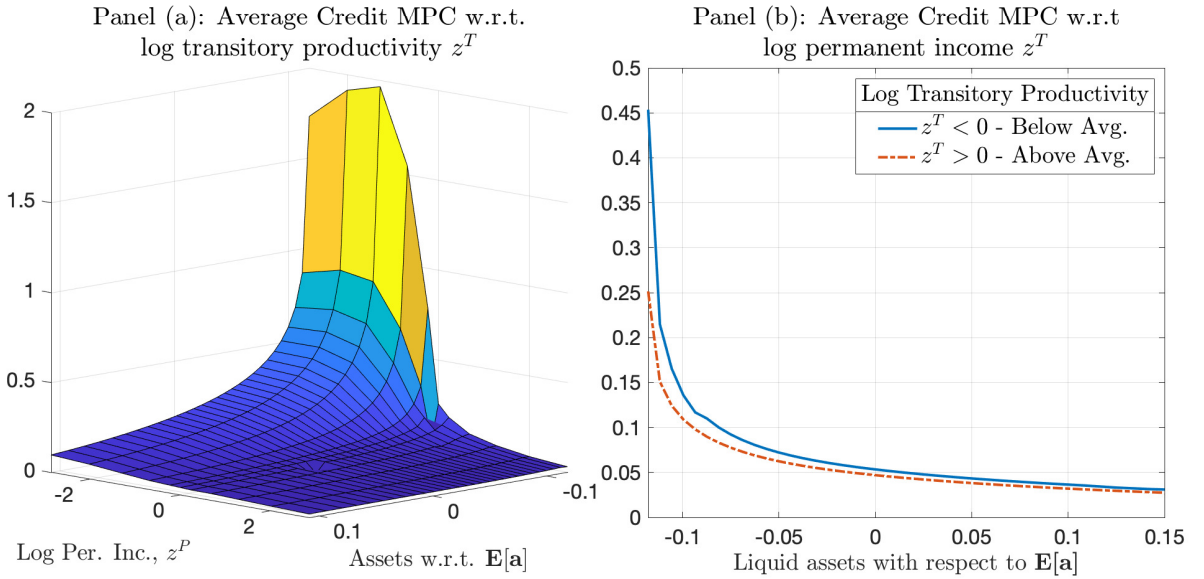 Panel (a): Average Credit MPC w.r.t.
log transitory productivity z^T
2
1.5
1
0.5
0
-2
0
2
Log Per. Inc., z^P
0.1
0
-0.1
Assets w.r.t. E[a]
Panel (b): Average Credit MPC w.r.t
log permanent income z^T
0.5
0.45
0.4
0.35
0.3
0.25
0.2
0.15
0.1
0.05
0
Log Transitory Productivity
z^T < 0 - Below Avg.
z^T > 0 - Above Avg.
-0.1
-0.05
0
0.05
0.1
0.15
Liquid assets with respect to E[a]